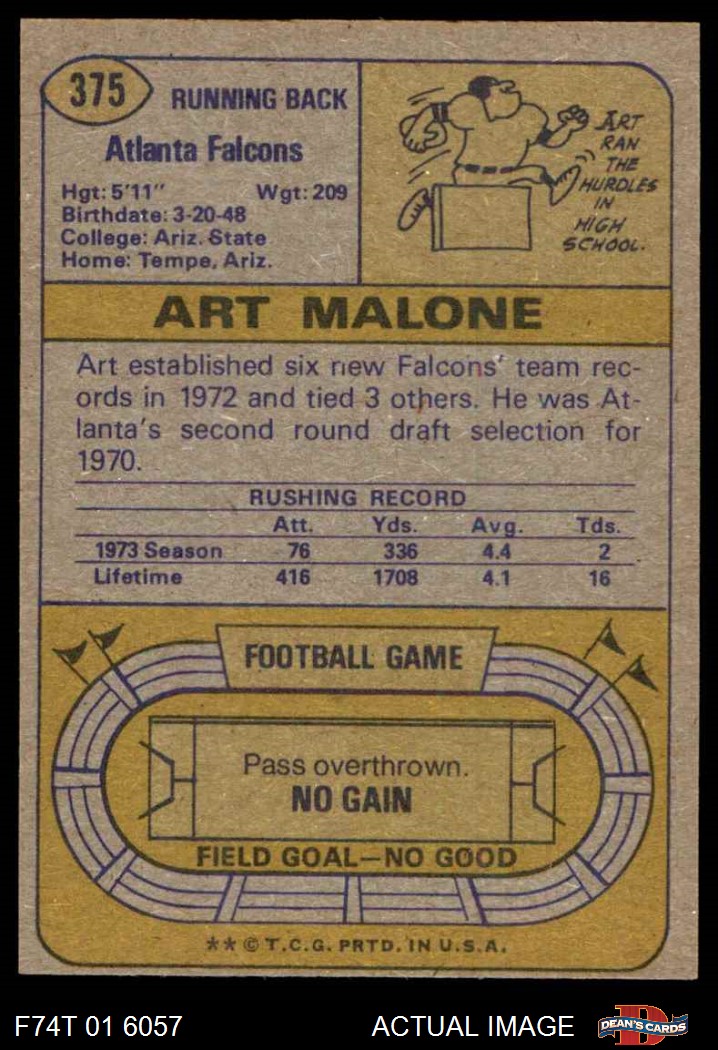 375
RUNNING BACK
Atlanta Falcons
Hgt: 5'11" Wgt: 209
Birthdate: 3-20-48
College: Ariz. State
Home: Tempe, Ariz.
ART
RAN
THE
HURDLES
IN
HIGH
SCHOOL.
ART MALONE
Art established six new Falcons' team rec-
ords in 1972 and tied 3 others. He was At-
lanta's second round draft selection for
1970.
RUSHING RECORD
Att. Yds. Avg. Tds.
1973 Season 76 336 4.4 2
Lifetime 416 1708 4.1 16
FOOTBALL GAME
Pass overthrown.
NO GAIN
FIELD GOAL—NO GOOD
** © T.C.G. PRTD. IN U.S.A.
F74T 01 6057 ACTUAL IMAGE
D
DEAN'S CARDS